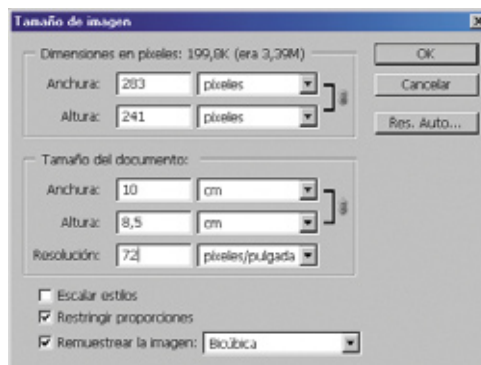 Tamaño de imagen
Dimensiones en píxeles: 199,8K (era 3,39M)
OK
Anchura: 283 píxeles
Cancelar
Altura: 241 píxeles
Res. Auto...
Tamaño del documento:
Anchura: 10 cm
Altura: 8,5 cm
Resolución: 72 píxeles/pulgada
Escalar estilos
Restringir proporciones
Remuestrear la imagen: Bicúbica